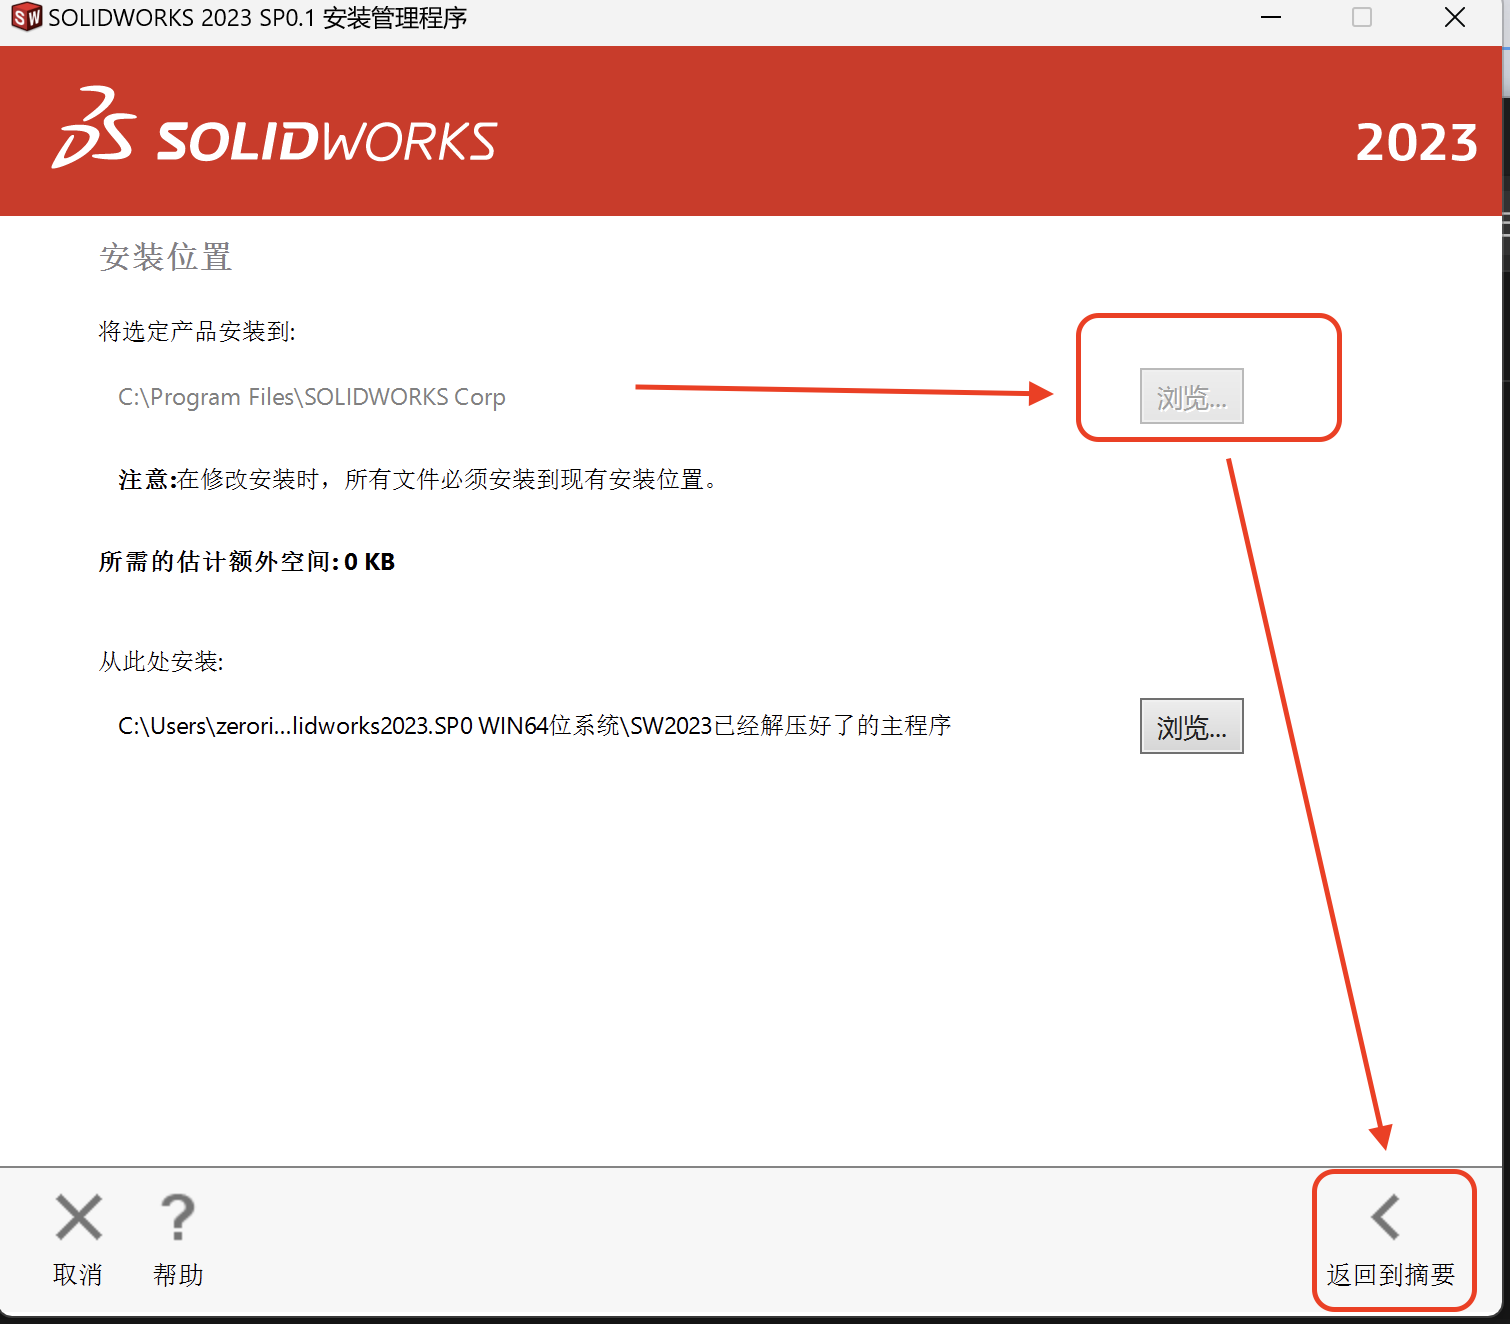 SOLIDWORKS 2023 SP0.1 安装管理程序
SOLIDWORKS
2023
安装位置
将选定产品安装到:
C:\Program Files\SOLIDWORKS Corp
浏览...
注意:在修改安装时，所有文件必须安装到现有安装位置。
所需的估计额外空间: 0 KB
从此处安装:
C:\Users\zerori...lidworks2023.SP0 WIN64位系统\SW2023已经解压好了的主程序
浏览...
取消
帮助
返回到摘要